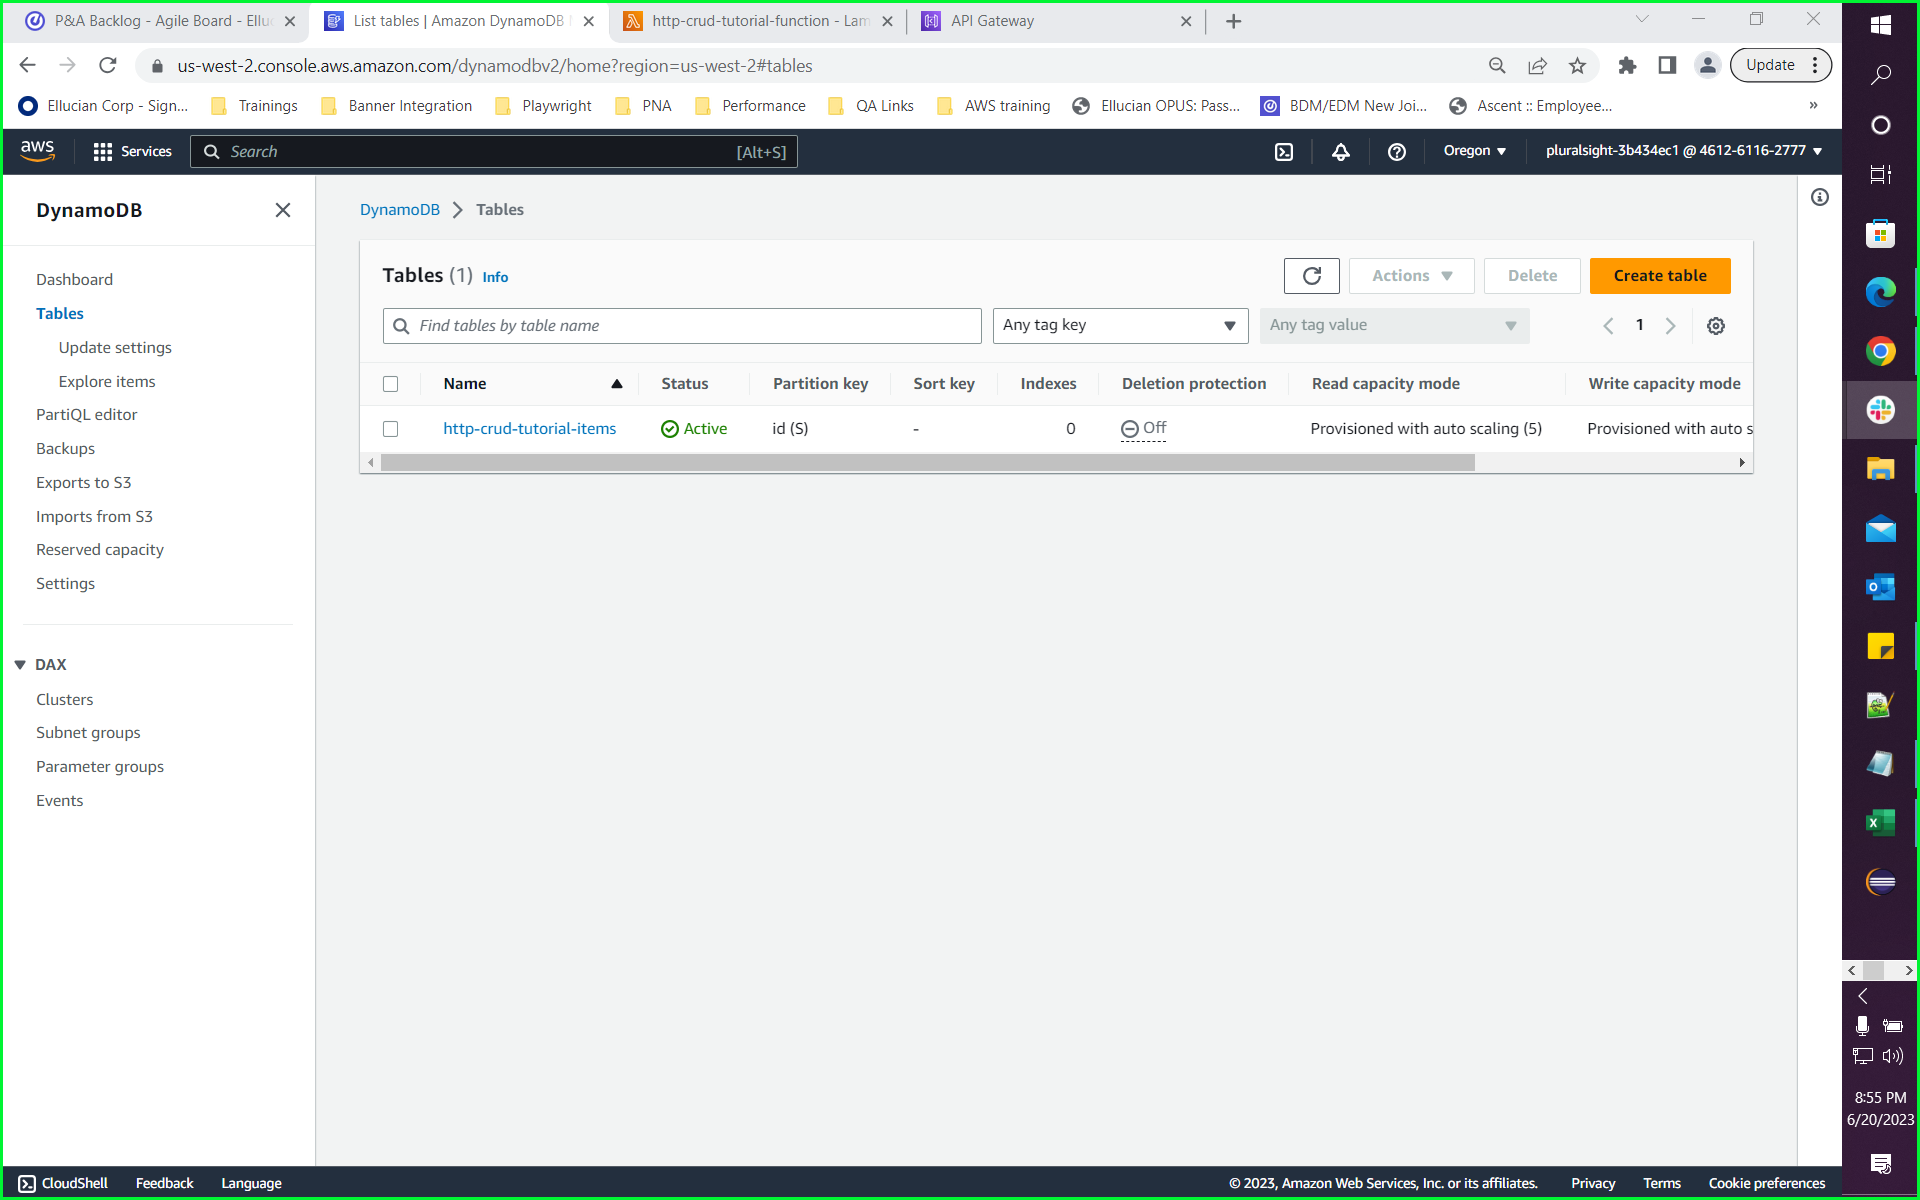 P&A Backlog - Agile Board - Elluc
List tables | Amazon DynamoDB
http-crud-tutorial-function - Lam
API Gateway
us-west-2.console.aws.amazon.com/dynamodbv2/home?region=us-west-2#tables
Update
Ellucian Corp - Sign...
Trainings
Banner Integration
Playwright
PNA
Performance
QA Links
AWS training
Ellucian OPUS: Pass...
BDM/EDM New Joi...
Ascent :: Employee...
»
aws
Services
Search
[Alt+S]
Oregon
pluralsight-3b434ec1 @ 4612-6116-2777
DynamoDB
Dashboard
Tables
Update settings
Explore items
PartiQL editor
Backups
Exports to S3
Imports from S3
Reserved capacity
Settings
DAX
Clusters
Subnet groups
Parameter groups
Events
DynamoDB > Tables
Tables (1) Info
Actions
Delete
Create table
Find tables by table name
Any tag key
Any tag value
1
Name Status Partition key Sort key Indexes Deletion protection Read capacity mode Write capacity mode
http-crud-tutorial-items Active id (S) - 0 Off Provisioned with auto scaling (5) Provisioned with auto s
8:55 PM
6/20/2023
CloudShell Feedback Language
© 2023, Amazon Web Services, Inc. or its affiliates. Privacy Terms Cookie preferences